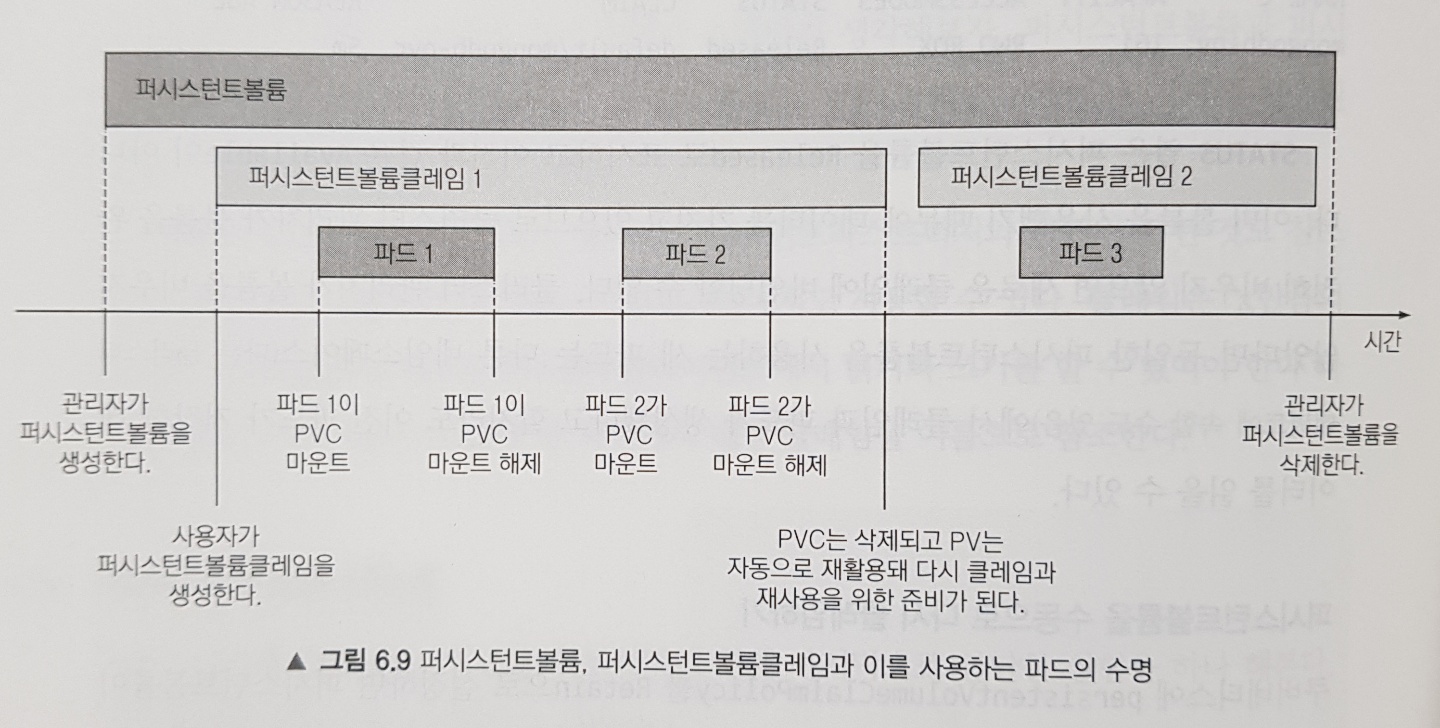 퍼시스턴트볼륨
퍼시스턴트볼륨클레임 1
퍼시스턴트볼륨클레임 2
파드 1
파드 2
파드 3
시간
관리자가
퍼시스턴트볼륨을
생성한다.
파드 1이
PVC
마운트
파드 1이
PVC
마운트 해제
파드 2가
PVC
마운트
파드 2가
PVC
마운트 해제
관리자가
퍼시스턴트볼륨을
삭제한다.
사용자가
퍼시스턴트볼륨클레임을
생성한다.
PVC는 삭제되고 PV는
자동으로 재활용돼 다시 클레임과
재사용을 위한 준비가 된다.
▲ 그림 6.9 퍼시스턴트볼륨, 퍼시스턴트볼륨클레임과 이를 사용하는 파드의 수명